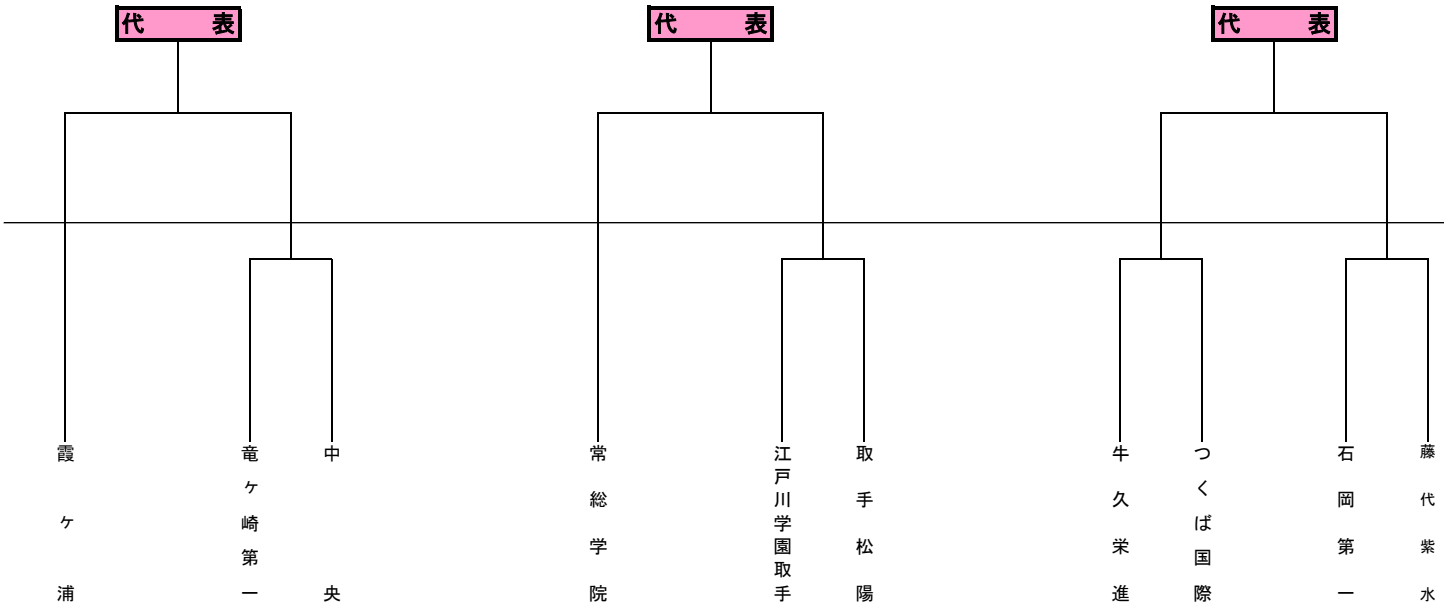 代　　表
代　　表
代　　表
霞ヶ浦
竜ヶ崎第一
中央
常総学院
江戸川学園取手
取手松陽
牛久栄進
つくば国際
石岡第一
藤代紫水